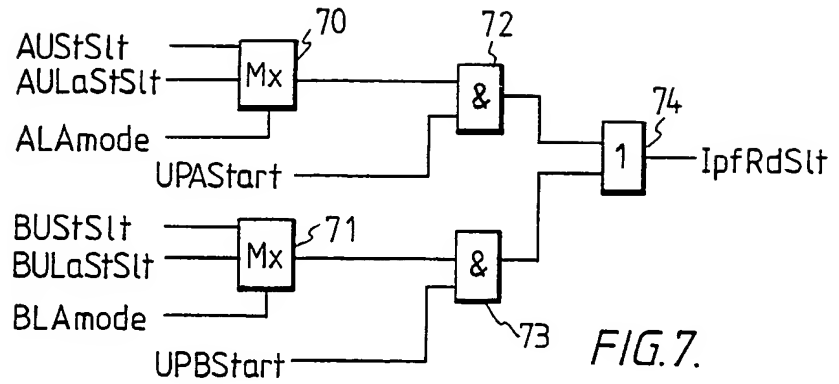 AUStSlt
AULaStSlt
ALAmode
Mx
70
UPAStart
72
&
BUStSlt
BULaStSlt
BLAmode
Mx
71
UPBStart
&
73
1
74
IpfRdSlt
FIG.7.